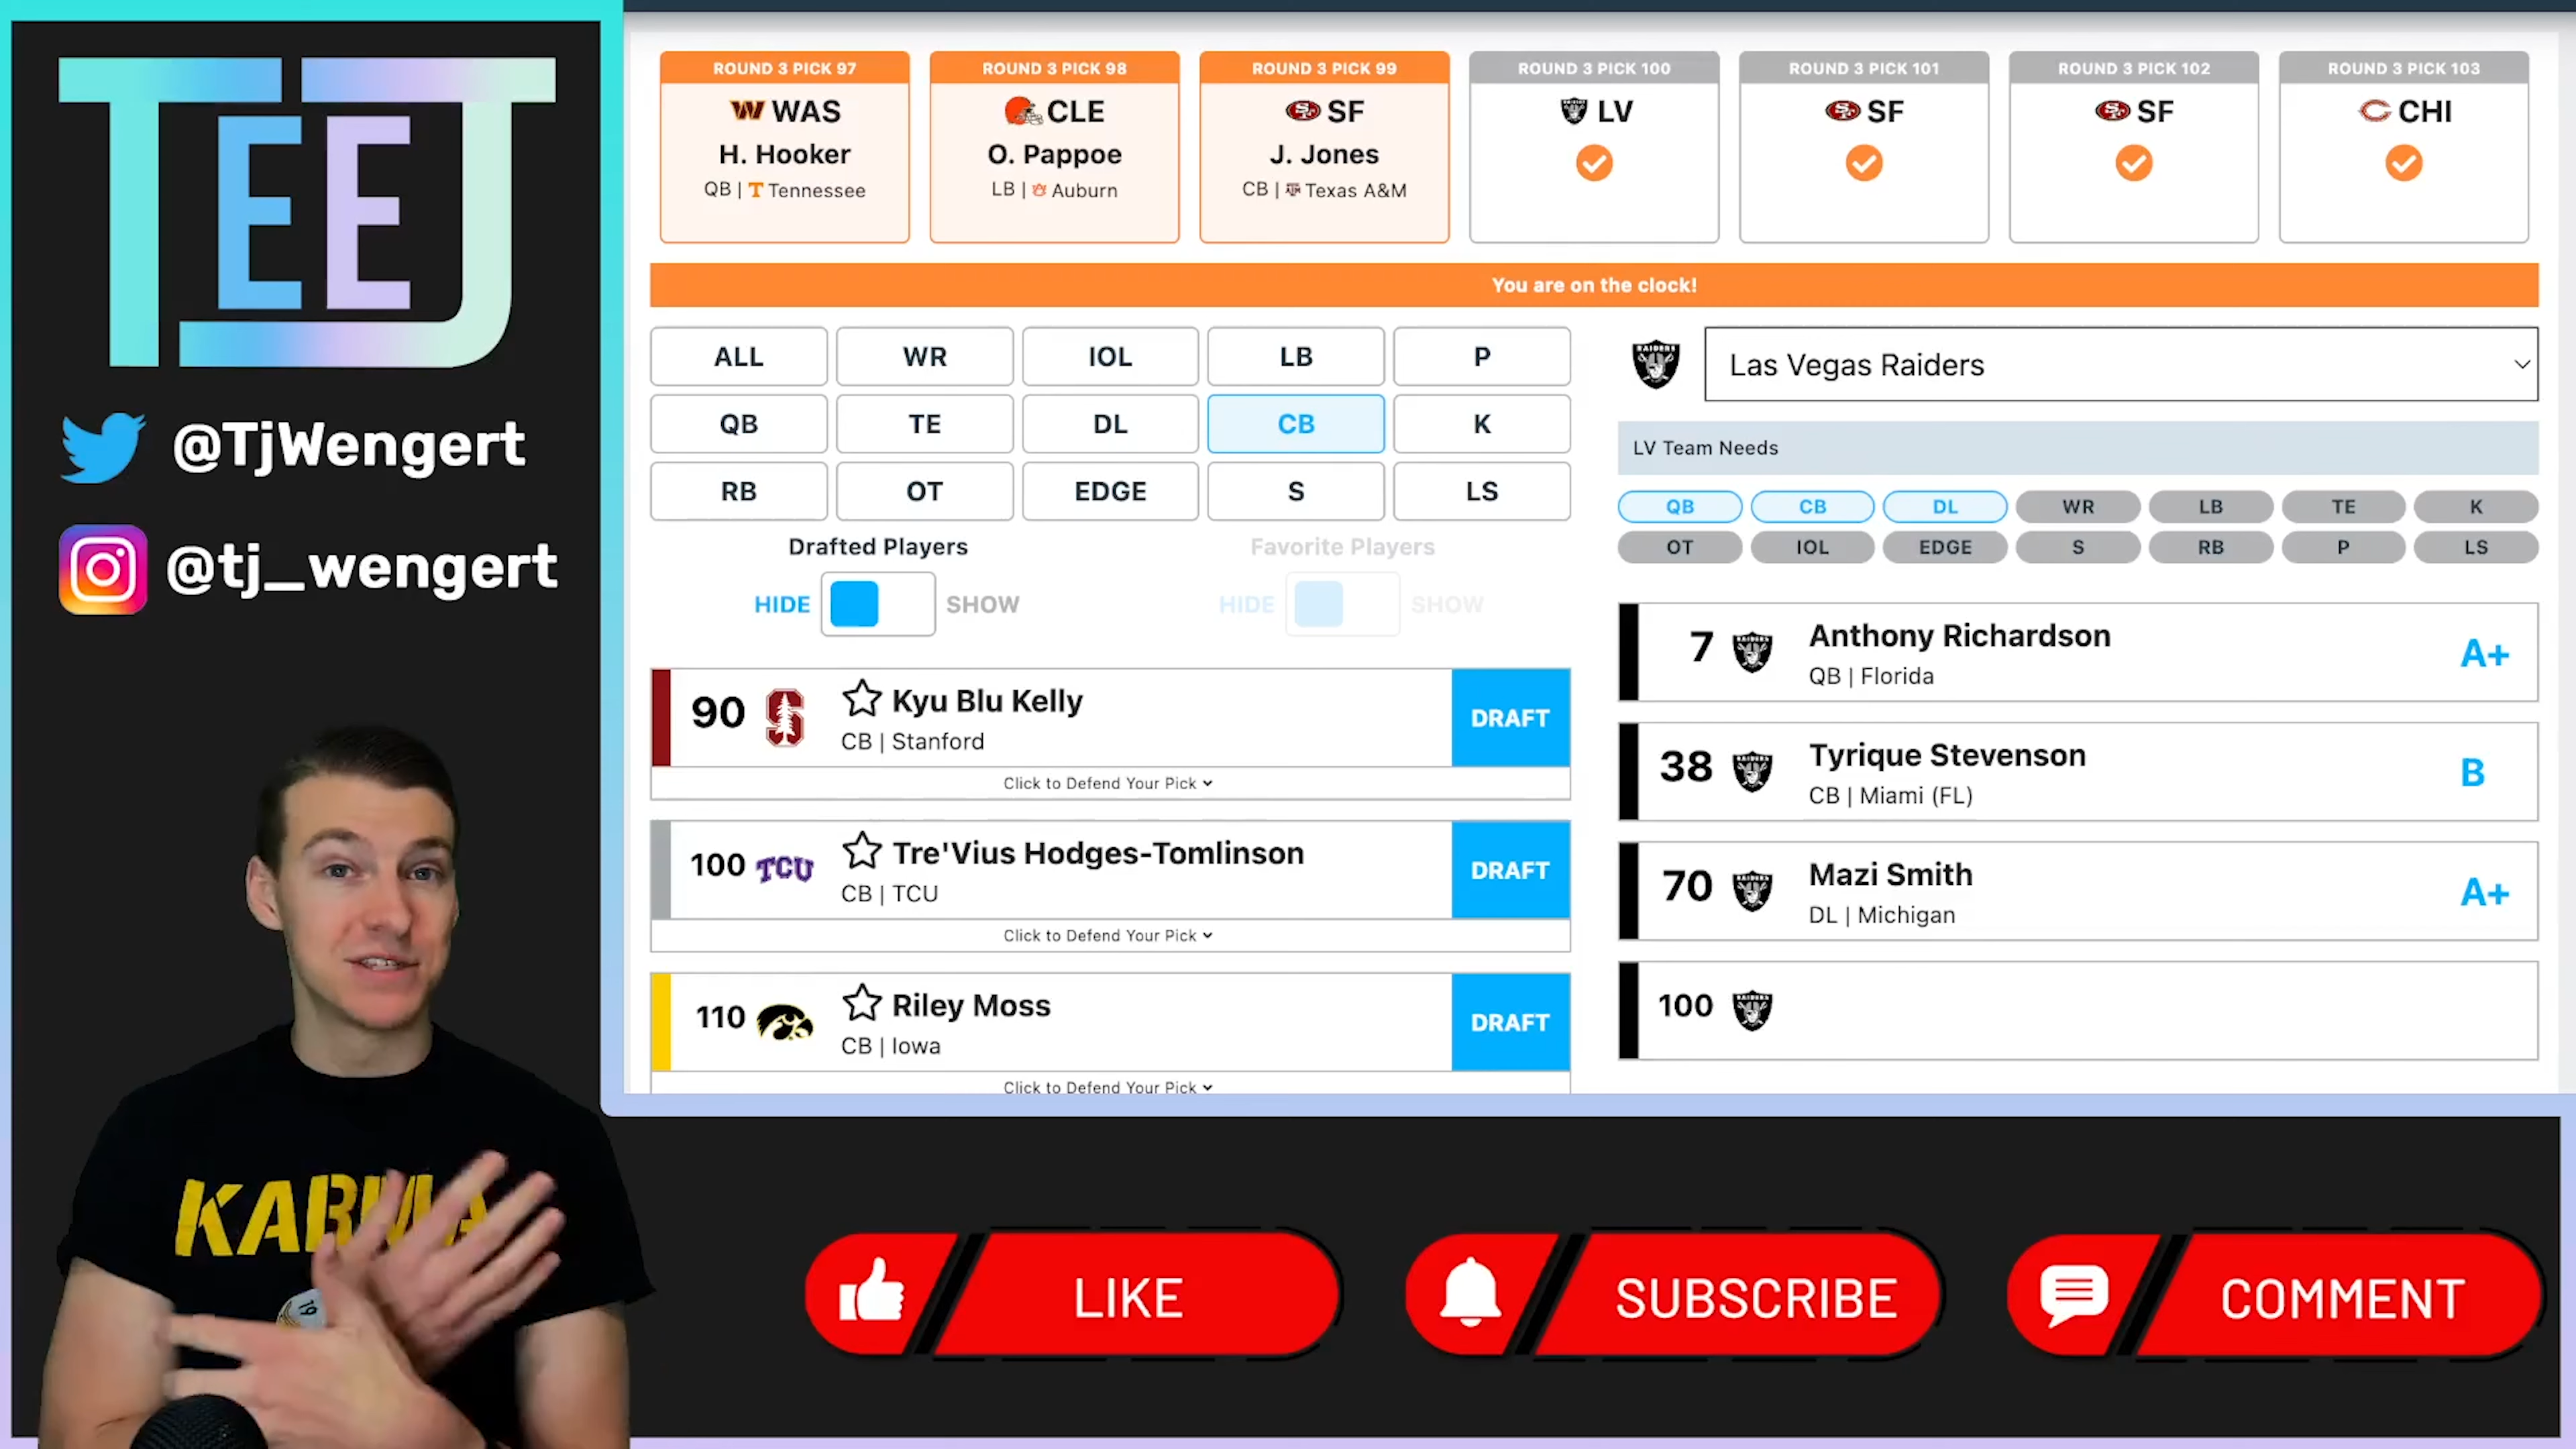 TEEJ
@TjWengert
@tj_wengert
KARMA
19
ROUND 3 PICK 97
WAS
H. Hooker
QB | T Tennessee
ROUND 3 PICK 98
CLE
O. Pappoe
LB | Auburn
ROUND 3 PICK 99
SF
J. Jones
CB | Texas A&M
ROUND 3 PICK 100
LV
ROUND 3 PICK 101
SF
ROUND 3 PICK 102
SF
ROUND 3 PICK 103
CHI
You are on the clock!
ALL WR IOL LB P
QB TE DL CB K
RB OT EDGE S LS
Drafted Players
HIDE SHOW
Favorite Players
HIDE SHOW
90 S Kyu Blu Kelly
CB | Stanford
DRAFT
Click to Defend Your Pick
100 TCU Tre'Vius Hodges-Tomlinson
CB | TCU
DRAFT
Click to Defend Your Pick
110 Riley Moss
CB | Iowa
DRAFT
Click to Defend Your Pick
RAIDERS
Las Vegas Raiders
LV Team Needs
QB CB DL WR LB TE K
OT IOL EDGE S RB P LS
7 Anthony Richardson
QB | Florida
A+
38 Tyrique Stevenson
CB | Miami (FL)
B
70 Mazi Smith
DL | Michigan
A+
100
LIKE
SUBSCRIBE
COMMENT